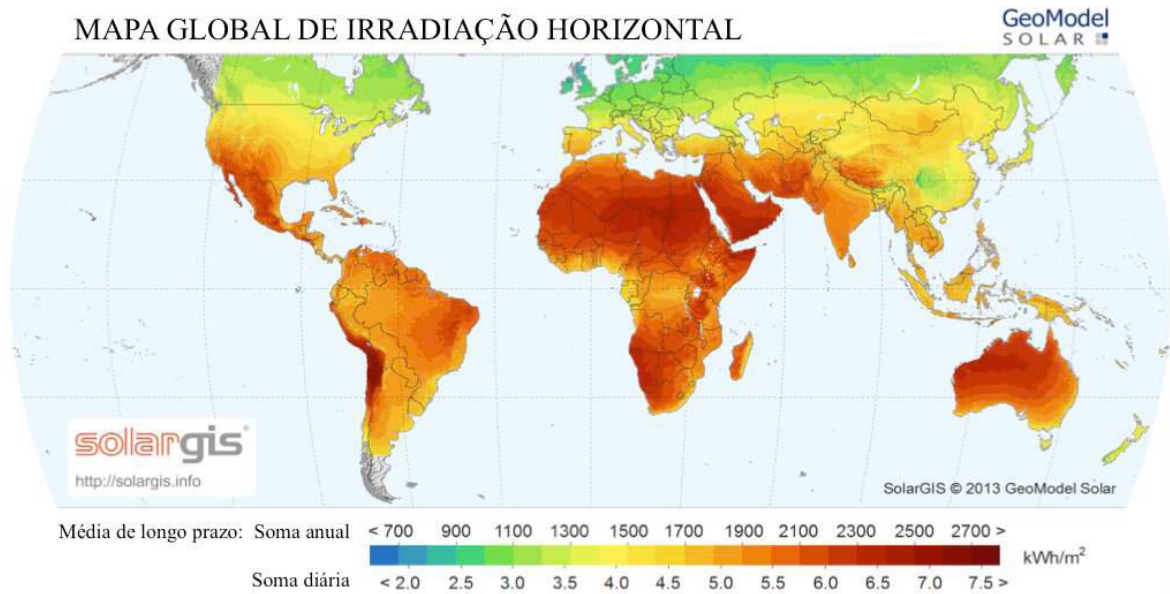 MAPA GLOBAL DE IRRADIAÇÃO HORIZONTAL
GeoModel
SOLAR
solargis
http://solargis.info
SolarGIS © 2013 GeoModel Solar
Média de longo prazo: Soma anual < 700 900 1100 1300 1500 1700 1900 2100 2300 2500 2700 >
kWh/m²
Soma diária < 2.0 2.5 3.0 3.5 4.0 4.5 5.0 5.5 6.0 6.5 7.0 7.5 >